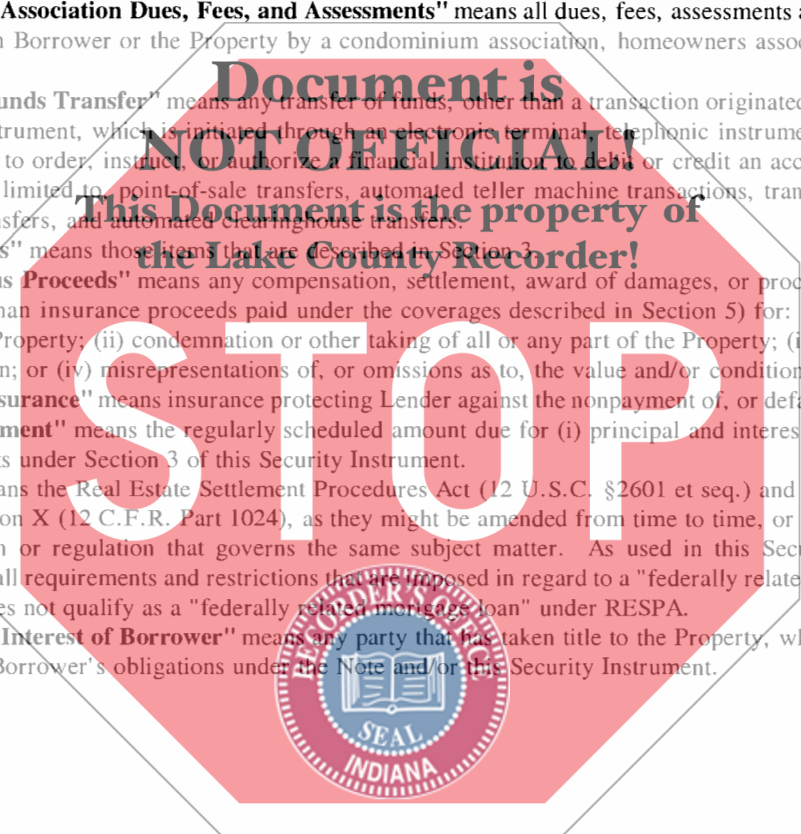 Association Dues, Fees, and Assessments" means all dues, fees, assessments a
n Borrower or the Property by a condominium association, homeowners asso
Document is
unds Transfer" means any transfer of funds, other than a transaction originated
trument, which is initiated through an electronic terminal, telephonic instrume
NOT OFFICIAL!
to order, instruct, or authorize a financial institution to debit or credit an acc
limited to, point-of-sale transfers, automated teller machine transactions, tran
This Document is the property of
sfers, and automated clearinghouse transfers.
s" means those items that are described in Section 3.
the Lake County Recorder!
us Proceeds" means any compensation, settlement, award of damages, or proc
han insurance proceeds paid under the coverages described in Section 5) for:
Property; (ii) condemnation or other taking of all or any part of the Property; (i
n; or (iv) misrepresentations of, or omissions as to, the value and/or condition
surance" means insurance protecting Lender against the nonpayment of, or defa
ment" means the regularly scheduled amount due for (i) principal and interes
s under Section 3 of this Security Instrument.
STOP
ans the Real Estate Settlement Procedures Act (12 U.S.C. §2601 et seq.) and
on X (12 C.F.R. Part 1024), as they might be amended from time to time, or
n or regulation that governs the same subject matter. As used in this Secu
all requirements and restrictions that are imposed in regard to a "federally relate
es not qualify as a "federally related mortgage loan" under RESPA.
Interest of Borrower" means any party that has taken title to the Property, wh
Borrower's obligations under the Note and/or this Security Instrument.
RECORDER'S OFFICE
SEAL
INDIANA